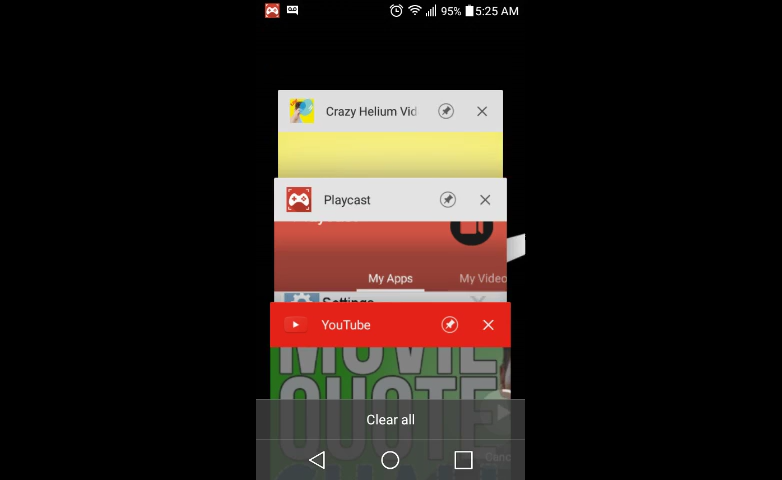 95% 5:25 AM
Crazy Helium Vid
Playcast
My Apps My Video
Settings
YouTube
MOVIE
QUOTE
Clear all